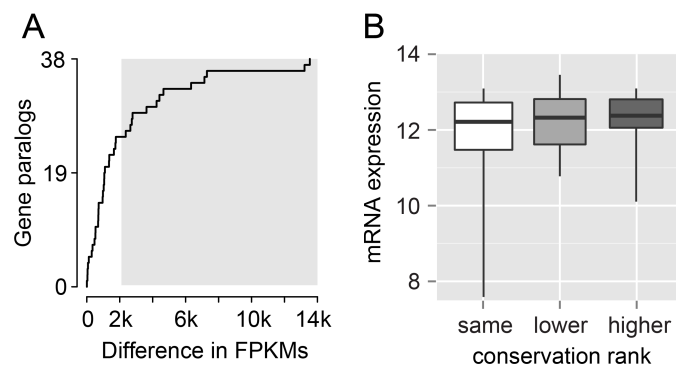 A
38
19
0
Gene paralogs
0 2k 6k 10k 14k
Difference in FPKMs
B
14
12
10
8
mRNA expression
same lower higher
conservation rank